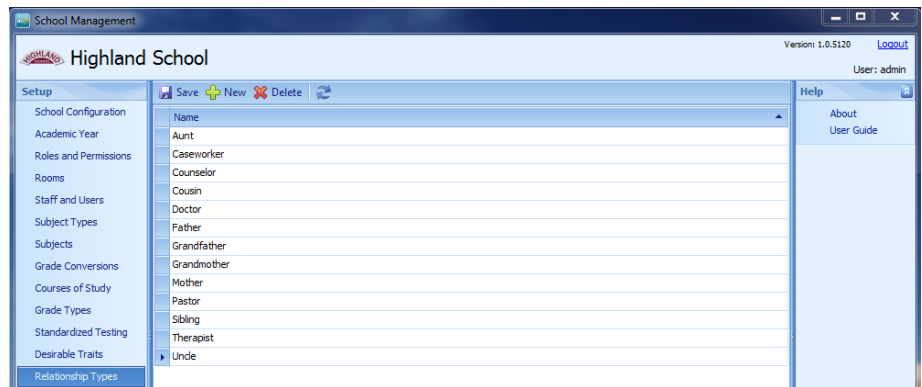 School Management
HIGHLAND
SCHOOL
Highland School
Version: 1.0.5120 Logout
User: admin
Setup
School Configuration
Academic Year
Roles and Permissions
Rooms
Staff and Users
Subject Types
Subjects
Grade Conversions
Courses of Study
Grade Types
Standardized Testing
Desirable Traits
Relationship Types
Save New Delete
Name
Aunt
Caseworker
Counselor
Cousin
Doctor
Father
Grandfather
Grandmother
Mother
Pastor
Sibling
Therapist
Uncle
Help
About
User Guide